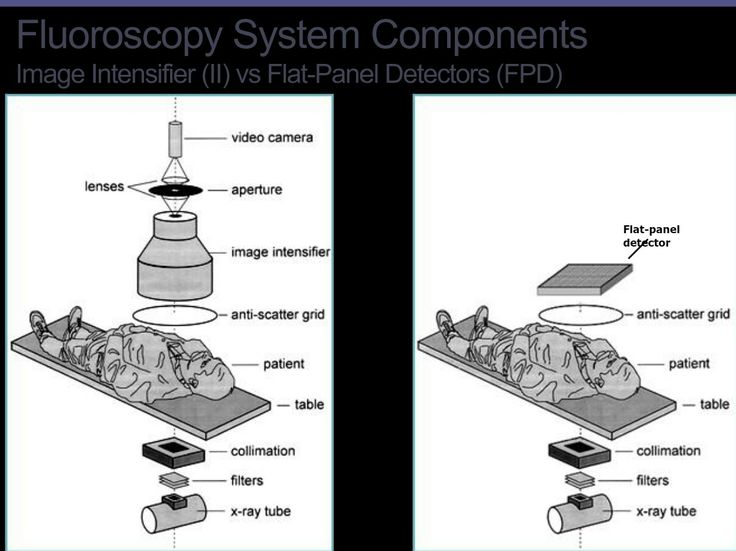 Fluoroscopy System Components
Image Intensifier (II) vs Flat-Panel Detectors (FPD)
video camera
lenses
aperture
image intensifier
anti-scatter grid
patient
table
collimation
filters
x-ray tube
Flat-panel
detector
anti-scatter grid
patient
table
collimation
filters
x-ray tube